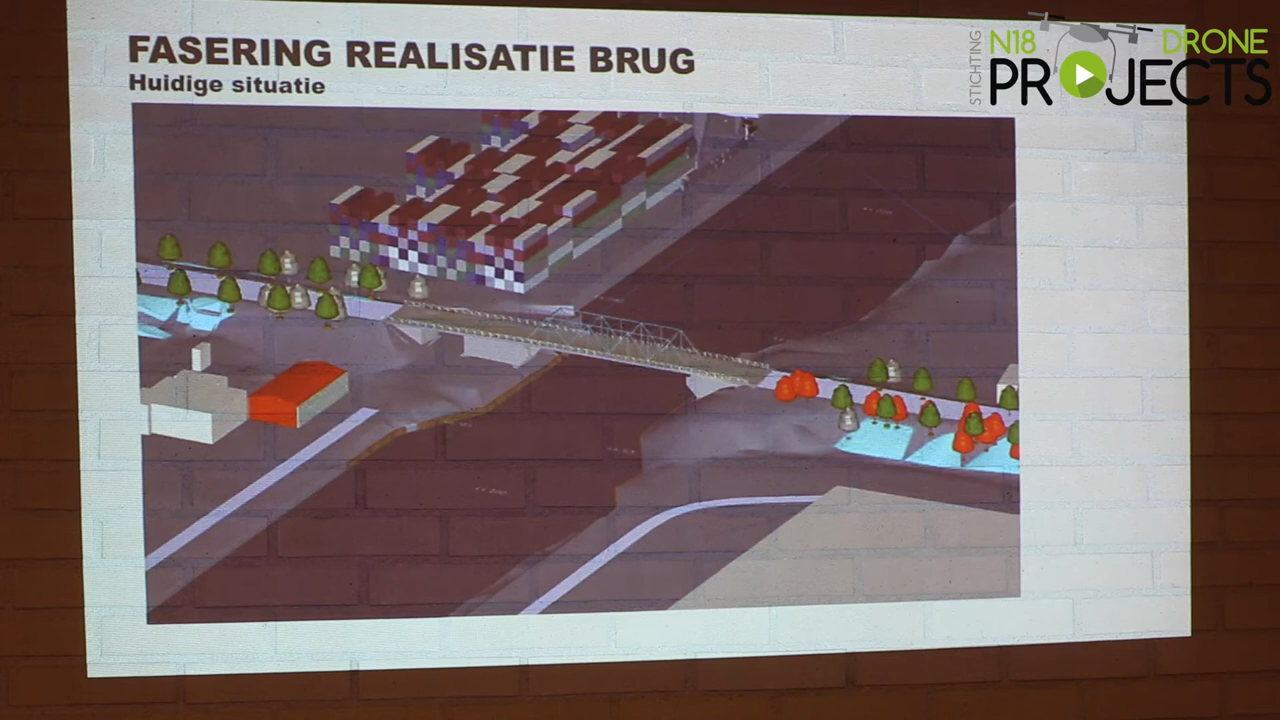 FASERING REALISATIE BRUG
Huidige situatie
STICHTING
N18 DRONE
PROJECTS